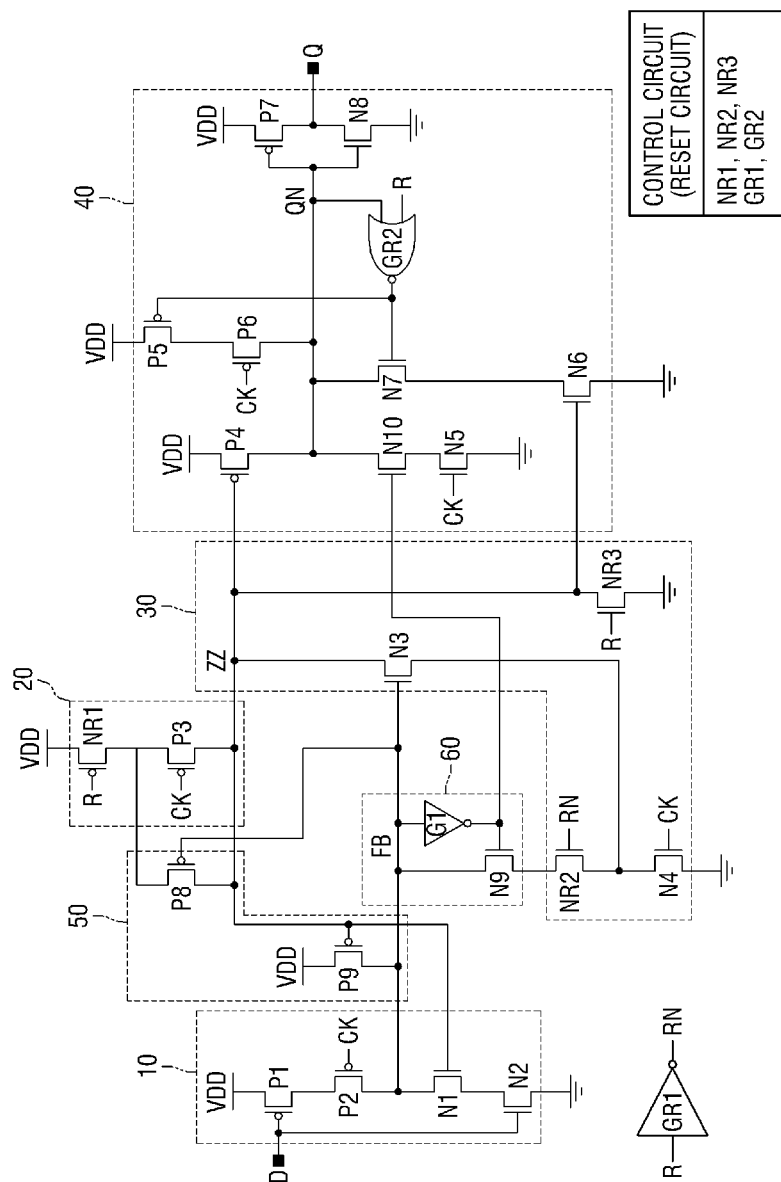 10
50
20
30
40
VDD
P1
D
P2
CK
N1
N2
VDD
P9
P8
VDD
NR1
R
P3
CK
ZZ
FB
60
G1
N9
NR2
RN
N4
CK
N3
NR3
R
VDD
P4
VDD
P5
P6
CK
N10
N5
CK
N7
N6
QN
GR2
R
VDD
P7
N8
Q
R
GR1
RN
CONTROL CIRCUIT
(RESET CIRCUIT)
NR1, NR2, NR3
GR1, GR2